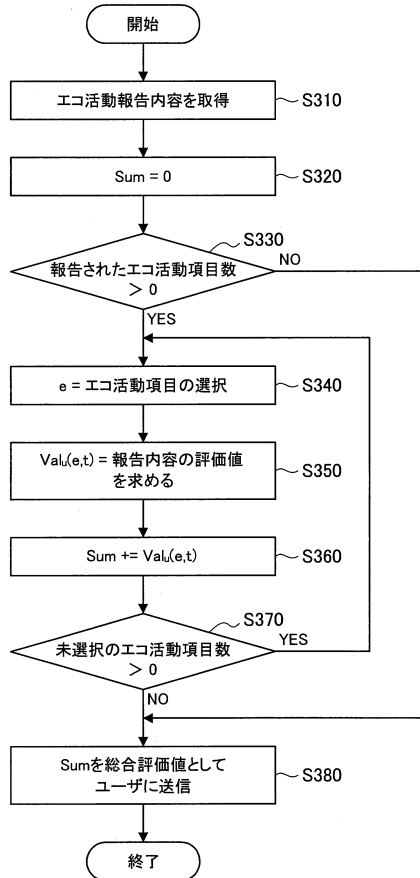 開始
エコ活動報告内容を取得
S310
Sum = 0
S320
S330
報告されたエコ活動項目数
> 0
NO
YES
e = エコ活動項目の選択
S340
Valu(e,t) = 報告内容の評価値
を求める
S350
Sum += Valu(e,t)
S360
S370
未選択のエコ活動項目数
> 0
YES
NO
Sumを総合評価値として
ユーザに送信
S380
終了